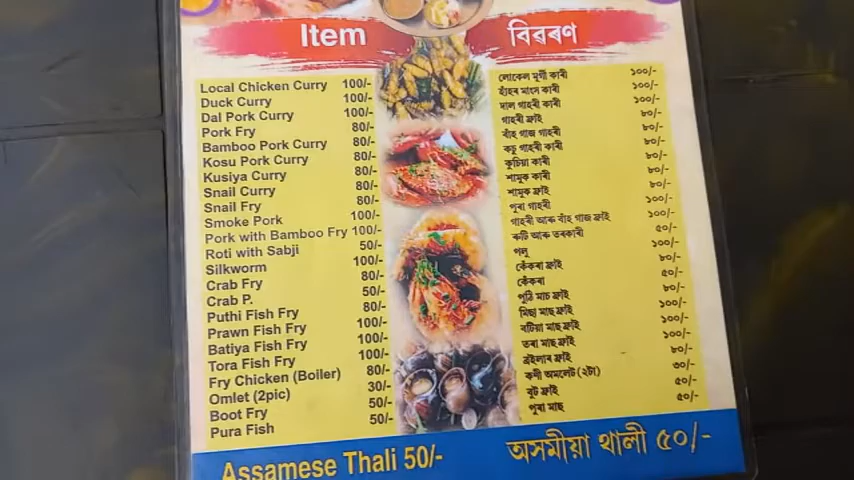 Item
বিৱৰণ
Local Chicken Curry 100/-
Duck Curry 100/-
Dal Pork Curry 100/-
Pork Fry 80/-
Bamboo Pork Curry 80/-
Kosu Pork Curry 80/-
Kusiya Curry 80/-
Snail Curry 80/-
Snail Fry 80/-
Smoke Pork 100/-
Pork with Bamboo Fry 100/-
Roti with Sabji 50/-
Silkworm 100/-
Crab Fry 80/-
Crab P. 50/-
Puthi Fish Fry 80/-
Prawn Fish Fry 100/-
Batiya Fish Fry 100/-
Tora Fish Fry 100/-
Fry Chicken (Boiler) 80/-
Omlet (2pic) 30/-
Boot Fry 50/-
Pura Fish 50/-
লোকেল মূৰ্গী কাৰী ১০০/-
হাঁহৰ মাংস কাৰী ১০০/-
দাল গাহৰী কাৰী ১০০/-
গাহৰী ফ্ৰাই ৮০/-
বাঁহ গাজ গাহৰী ৮০/-
কচু গাহৰী কাৰী ৮০/-
কুচিয়া কাৰী ৮০/-
শামুক কাৰী ৮০/-
শামুক ফ্ৰাই ৮০/-
পূৰা গাহৰী ১০০/-
গাহৰী আৰু বাঁহ গাজ ফ্ৰাই ১০০/-
ৰুটি আৰু তৰকাৰী ৫০/-
পলু ১০০/-
কেঁকৰা ফ্ৰাই ৮০/-
কেঁকৰা ৫০/-
পুঠি মাচ ফ্ৰাই ৮০/-
মিছা মাছ ফ্ৰাই ১০০/-
বটিয়া মাছ ফ্ৰাই ১০০/-
তৰা মাছ ফ্ৰাই ১০০/-
ব্ৰইলাৰ ফ্ৰাই ৮০/-
কণী অমলেট (২টা) ৩০/-
বুট ফ্ৰাই ৫০/-
পুৰা মাছ ৫০/-
Assamese Thali 50/-
অসমীয়া থালী ৫০/-